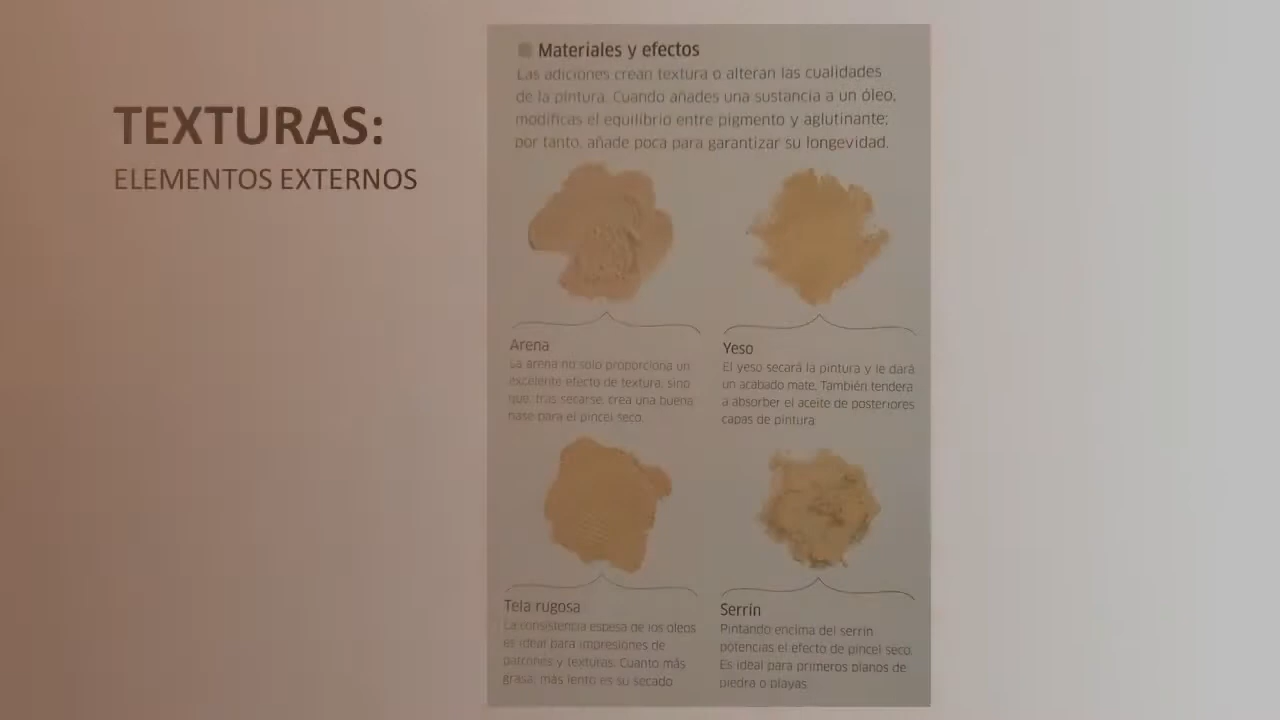 TEXTURAS:
ELEMENTOS EXTERNOS
Materiales y efectos
Las adiciones crean textura o alteran las cualidades
de la pintura. Cuando añades una sustancia a un óleo,
modificas el equilibrio entre pigmento y aglutinante;
por tanto, añade poca para garantizar su longevidad.
Arena
La arena no solo proporciona un
excelente efecto de textura, sino
que, tras secarse, crea una buena
base para el pincel seco.
Yeso
El yeso secará la pintura y le dará
un acabado mate. También tenderá
a absorber el aceite de posteriores
capas de pintura.
Tela rugosa
La consistencia espesa de los óleos
es ideal para impresiones de
patrones y texturas. Cuanto más
grasa, más lento es su secado
Serrín
Pintando encima del serrín
potencias el efecto de pincel seco.
Es ideal para primeros planos de
piedra o playas.